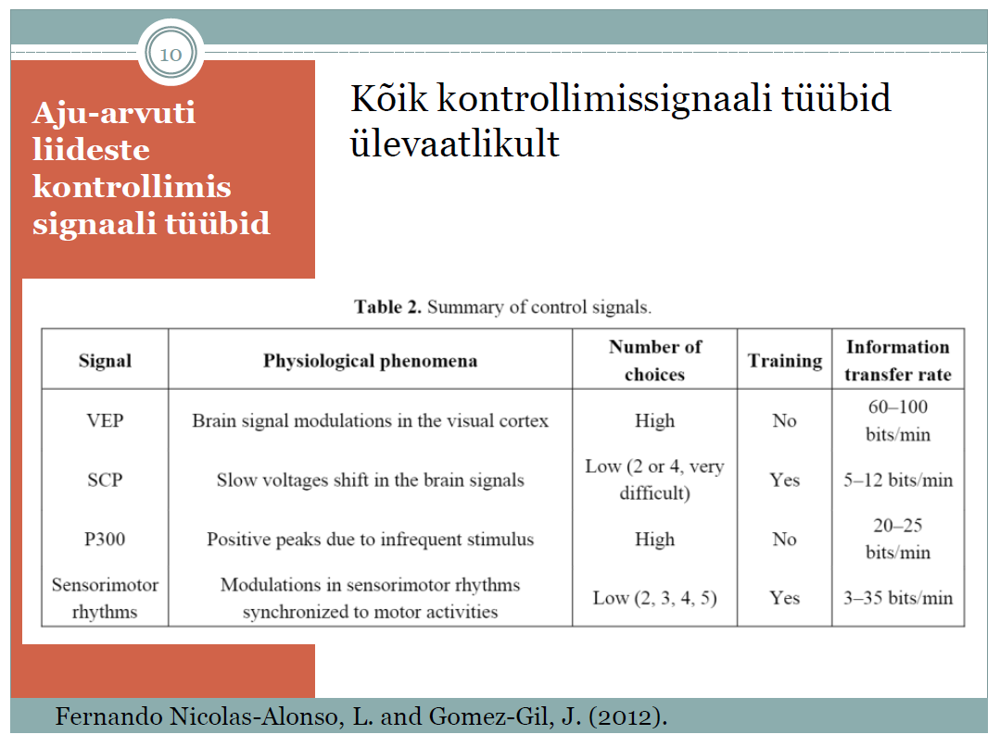 10
Aju-arvuti
liideste
kontrollimis
signaali tüübid
Kõik kontrollimissignaali tüübid
ülevaatlikult
Table 2. Summary of control signals.
Signal Physiological phenomena Number of choices Training Information transfer rate
VEP Brain signal modulations in the visual cortex High No 60–100 bits/min
SCP Slow voltages shift in the brain signals Low (2 or 4, very difficult) Yes 5–12 bits/min
P300 Positive peaks due to infrequent stimulus High No 20–25 bits/min
Sensorimotor rhythms Modulations in sensorimotor rhythms synchronized to motor activities Low (2, 3, 4, 5) Yes 3–35 bits/min
Fernando Nicolas-Alonso, L. and Gomez-Gil, J. (2012).